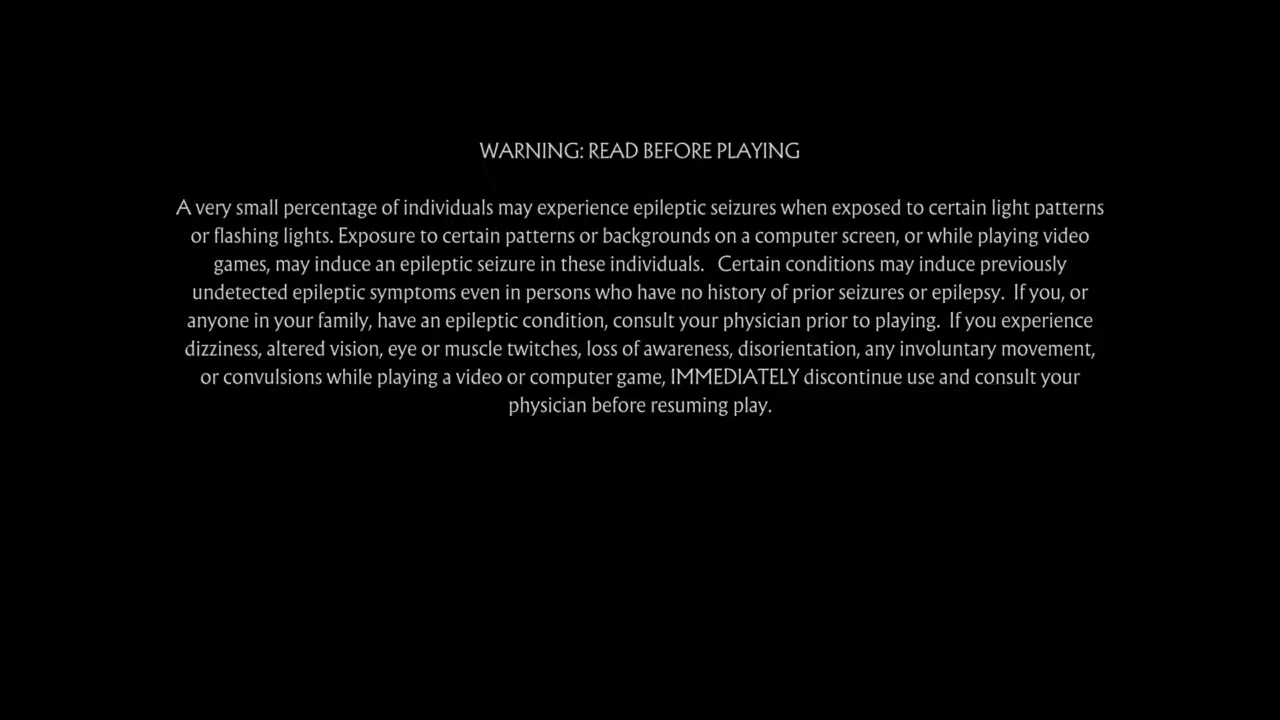 WARNING: READ BEFORE PLAYING
A very small percentage of individuals may experience epileptic seizures when exposed to certain light patterns
or flashing lights. Exposure to certain patterns or backgrounds on a computer screen, or while playing video
games, may induce an epileptic seizure in these individuals.   Certain conditions may induce previously
undetected epileptic symptoms even in persons who have no history of prior seizures or epilepsy.  If you, or
anyone in your family, have an epileptic condition, consult your physician prior to playing.  If you experience
dizziness, altered vision, eye or muscle twitches, loss of awareness, disorientation, any involuntary movement,
or convulsions while playing a video or computer game, IMMEDIATELY discontinue use and consult your
physician before resuming play.